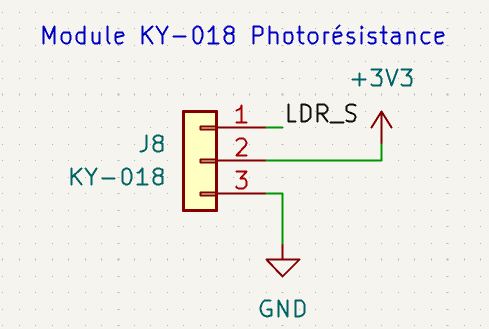 Module KY-018 Photorésistance
+3V3
1 LDR_S
J8
2
KY-018
3
GND